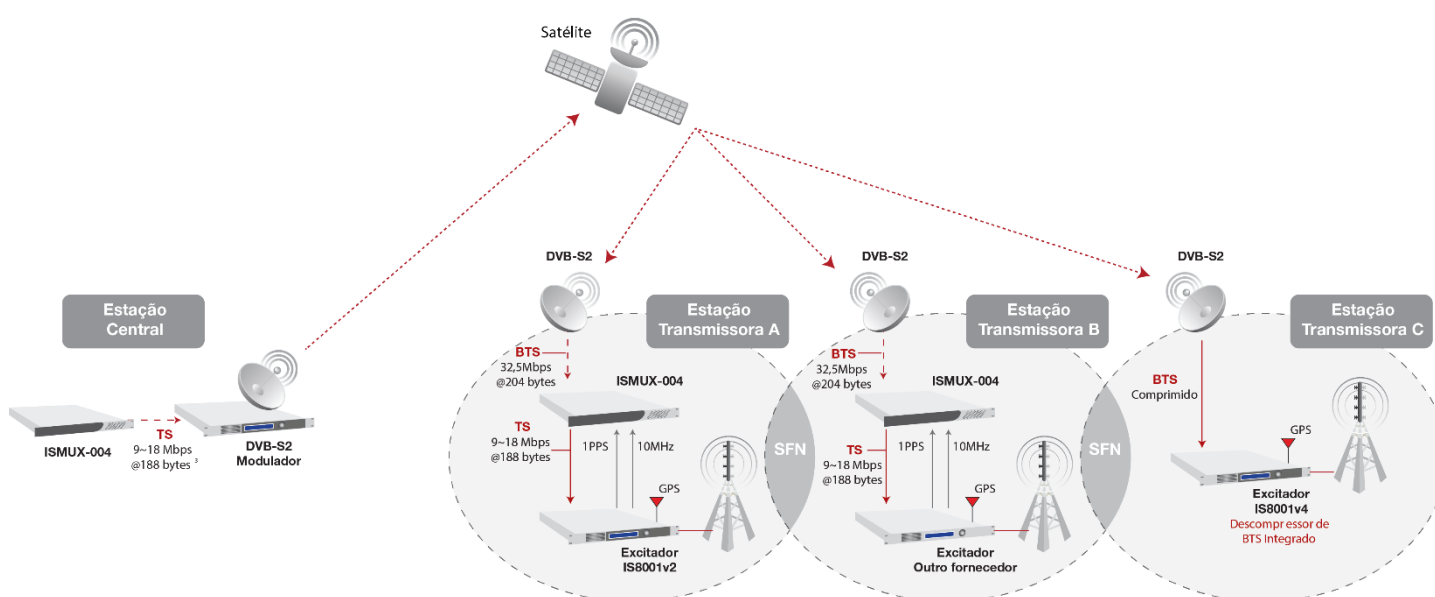 Satélite
Estação
Central
ISMUX-004
TS
9~18 Mbps
@188 bytes ³
DVB-S2
Modulador
DVB-S2
Estação
Transmissora A
BTS
32,5Mbps
@204 bytes
ISMUX-004
TS
9~18 Mbps
@188 bytes
1PPS
10MHz
GPS
Excitador
IS8001v2
SFN
DVB-S2
Estação
Transmissora B
BTS
32,5Mbps
@204 bytes
ISMUX-004
TS
9~18 Mbps
@188 bytes
1PPS
10MHz
GPS
Excitador
Outro fornecedor
SFN
DVB-S2
Estação
Transmissora C
BTS
Comprimido
GPS
Excitador
IS8001v4
Descompressor de
BTS Integrado